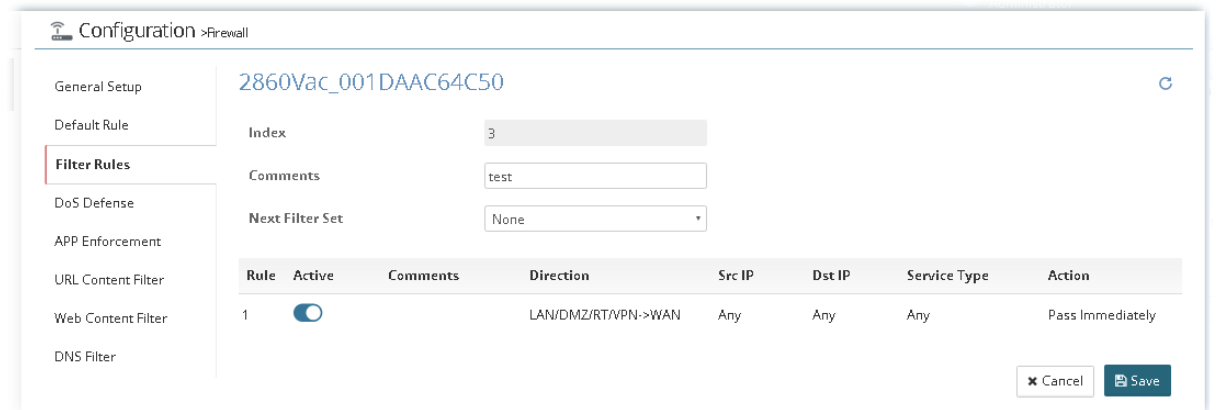 Configuration >Firewall
General Setup
Default Rule
Filter Rules
DoS Defense
APP Enforcement
URL Content Filter
Web Content Filter
DNS Filter
2860Vac_001DAAC64C50
Index 3
Comments test
Next Filter Set None
Rule Active Comments Direction Src IP Dst IP Service Type Action
1 LAN/DMZ/RT/VPN->WAN Any Any Any Pass Immediately
Cancel Save